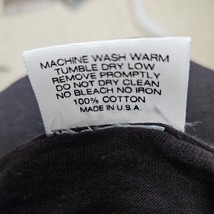 MACHINE WASH WARM
TUMBLE DRY LOW
REMOVE PROMPTLY
DO NOT DRY CLEAN
NO BLEACH NO IRON
100% COTTON
MADE IN U.S.A.